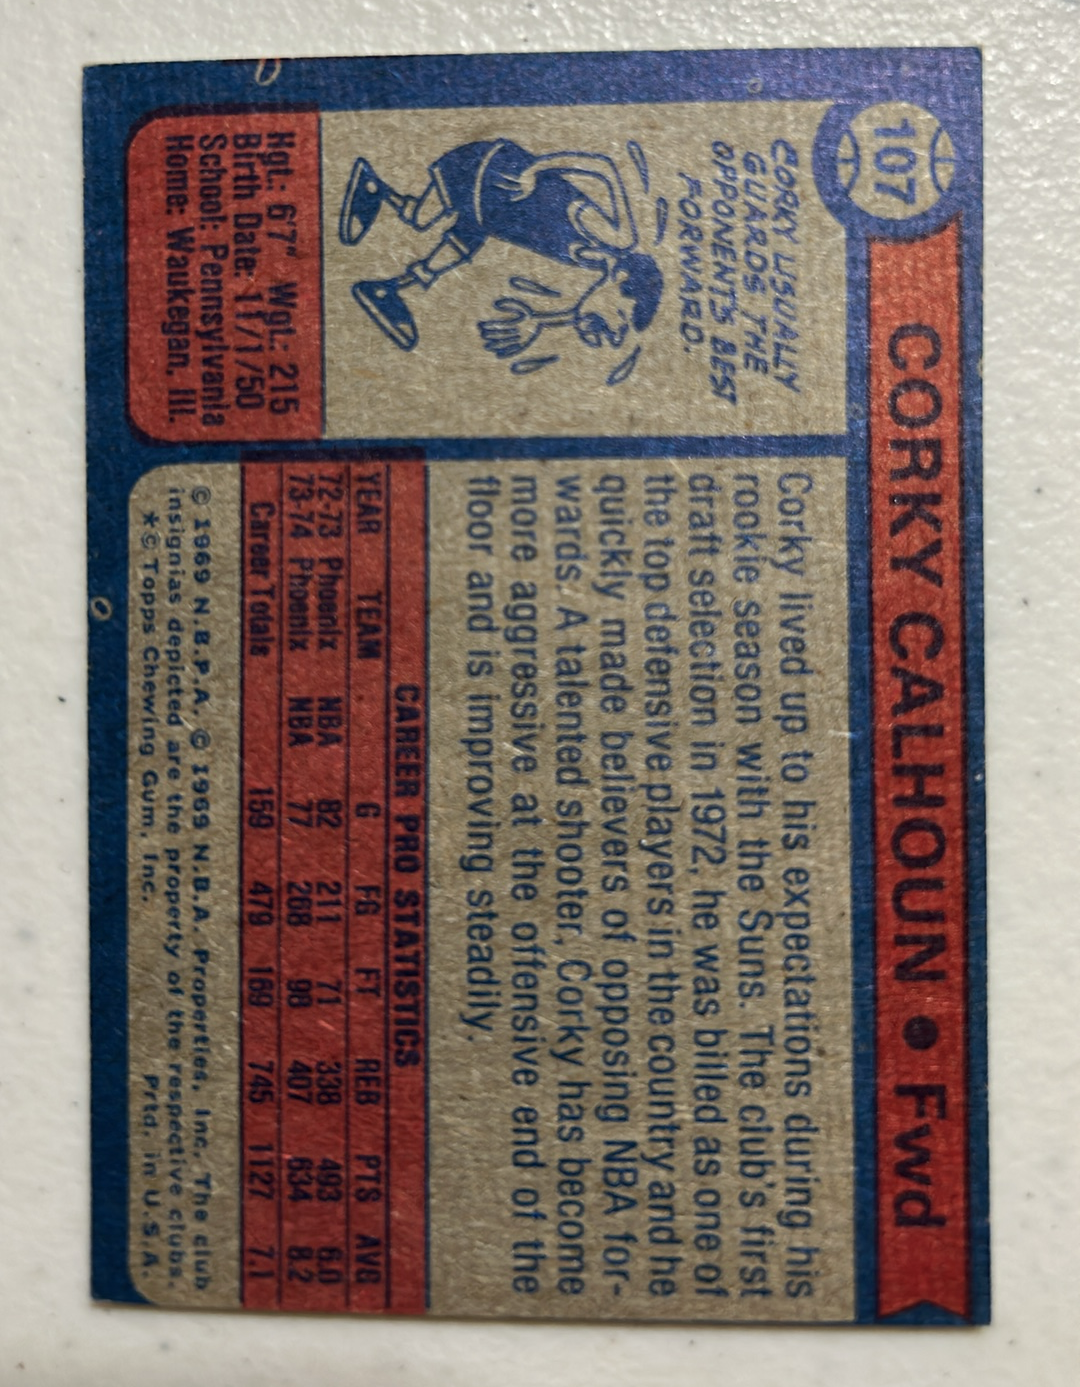 107
CORKY CALHOUN • Fwd
CORKY USUALLY
GUARDS THE
OPPONENT'S BEST
FORWARD.
Hgt.: 6'7" Wgt.: 215
Birth Date: 11/1/50
School: Pennsylvania
Home: Waukegan, Ill.
Corky lived up to his expectations during his
rookie season with the Suns. The club's first
draft selection in 1972, he was billed as one of
the top defensive players in the country and he
quickly made believers of opposing NBA for-
wards. A talented shooter, Corky has become
more aggressive at the offensive end of the
floor and is improving steadily.
CAREER PRO STATISTICS
YEAR TEAM G FG FT REB PTS AVG
72-73 Phoenix NBA 82 211 71 338 493 6.0
73-74 Phoenix NBA 77 268 98 407 634 8.2
Career Totals 159 479 169 745 1127 7.1
© 1969 N.B.P.A. © 1969 N.B.A. Properties, Inc. The club
insignias depicted are the property of the respective clubs.
*© Topps Chewing Gum, Inc. Prtd. in U.S.A.